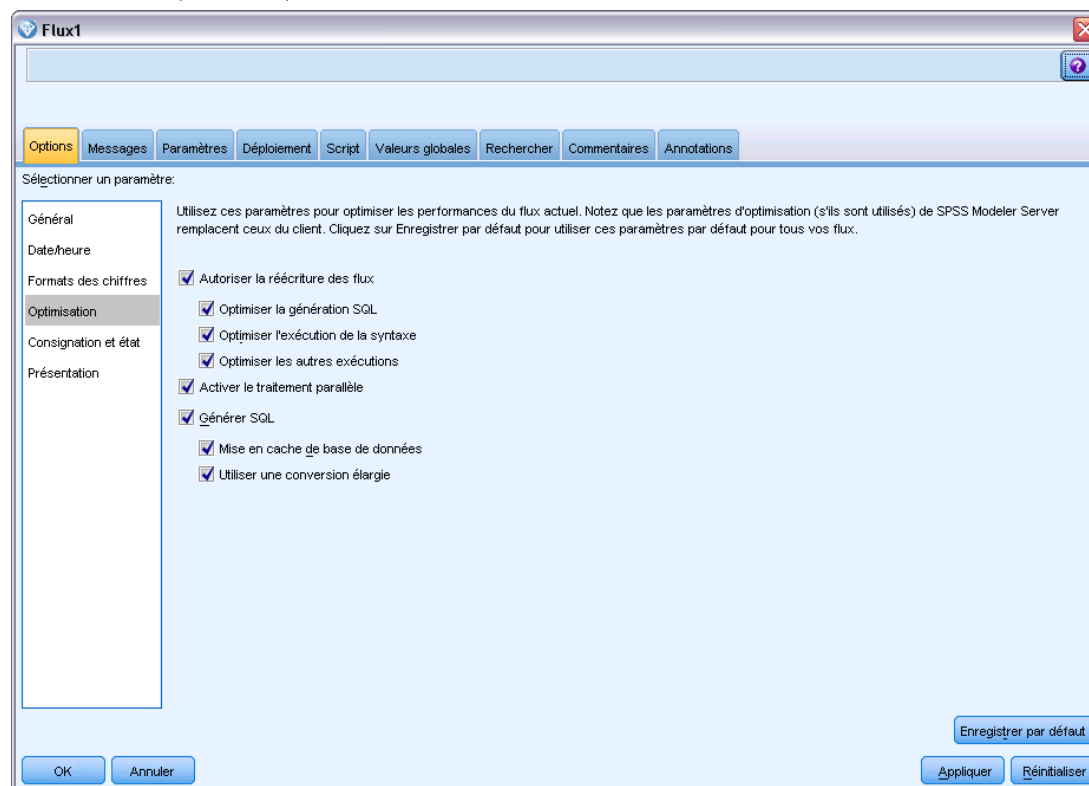 Flux1
Options Messages Paramètres Déploiement Script Valeurs globales Rechercher Commentaires Annotations
Sélectionner un paramètre:
Général
Date/heure
Formats des chiffres
Optimisation
Consignation et état
Présentation
Utilisez ces paramètres pour optimiser les performances du flux actuel. Notez que les paramètres d'optimisation (s'ils sont utilisés) de SPSS Modeler Server
remplacent ceux du client. Cliquez sur Enregistrer par défaut pour utiliser ces paramètres par défaut pour tous vos flux.
Autoriser la réécriture des flux
Optimiser la génération SQL
Optimiser l'exécution de la syntaxe
Optimiser les autres exécutions
Activer le traitement parallèle
Générer SQL
Mise en cache de base de données
Utiliser une conversion élargie
Enregistrer par défaut
OK Annuler Appliquer Réinitialiser